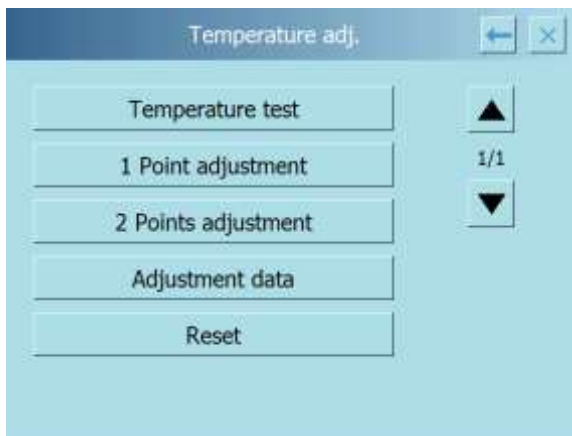 Temperature adj.
Temperature test
1 Point adjustment
1/1
2 Points adjustment
Adjustment data
Reset